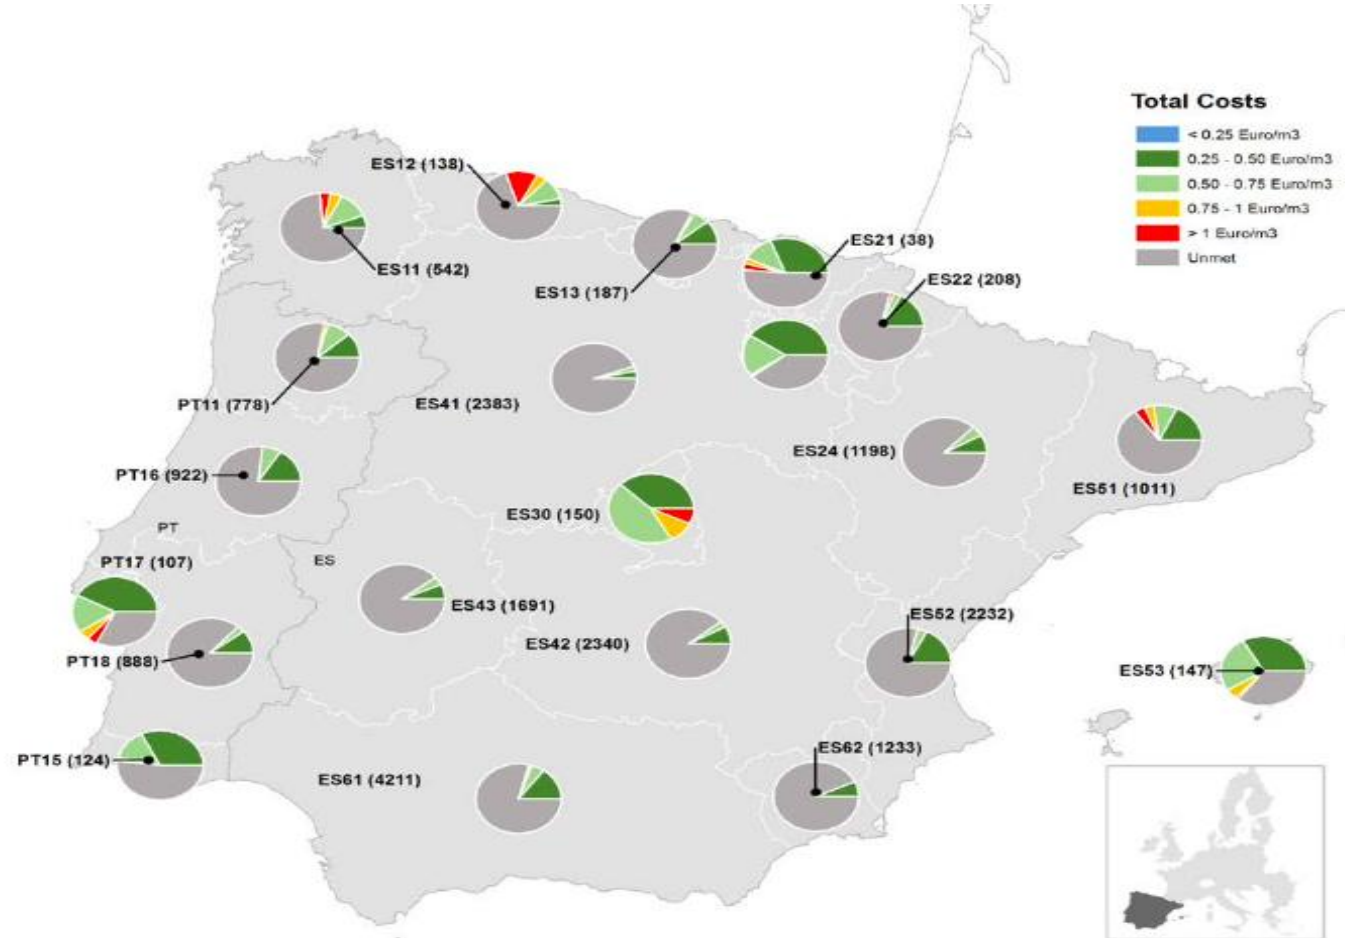 Total Costs
< 0.25 Euro/m3
0.25 - 0.50 Euro/m3
0.50 - 0.75 Euro/m3
0.75 - 1 Euro/m3
> 1 Euro/m3
Unmet
ES12 (138)
ES11 (542)
ES13 (187)
ES21 (38)
ES22 (208)
PT11 (778)
ES41 (2383)
PT16 (922)
ES24 (1198)
ES51 (1011)
ES30 (150)
PT
ES
PT17 (107)
ES43 (1691)
ES52 (2232)
ES42 (2340)
PT18 (888)
ES53 (147)
PT15 (124)
ES61 (4211)
ES62 (1233)